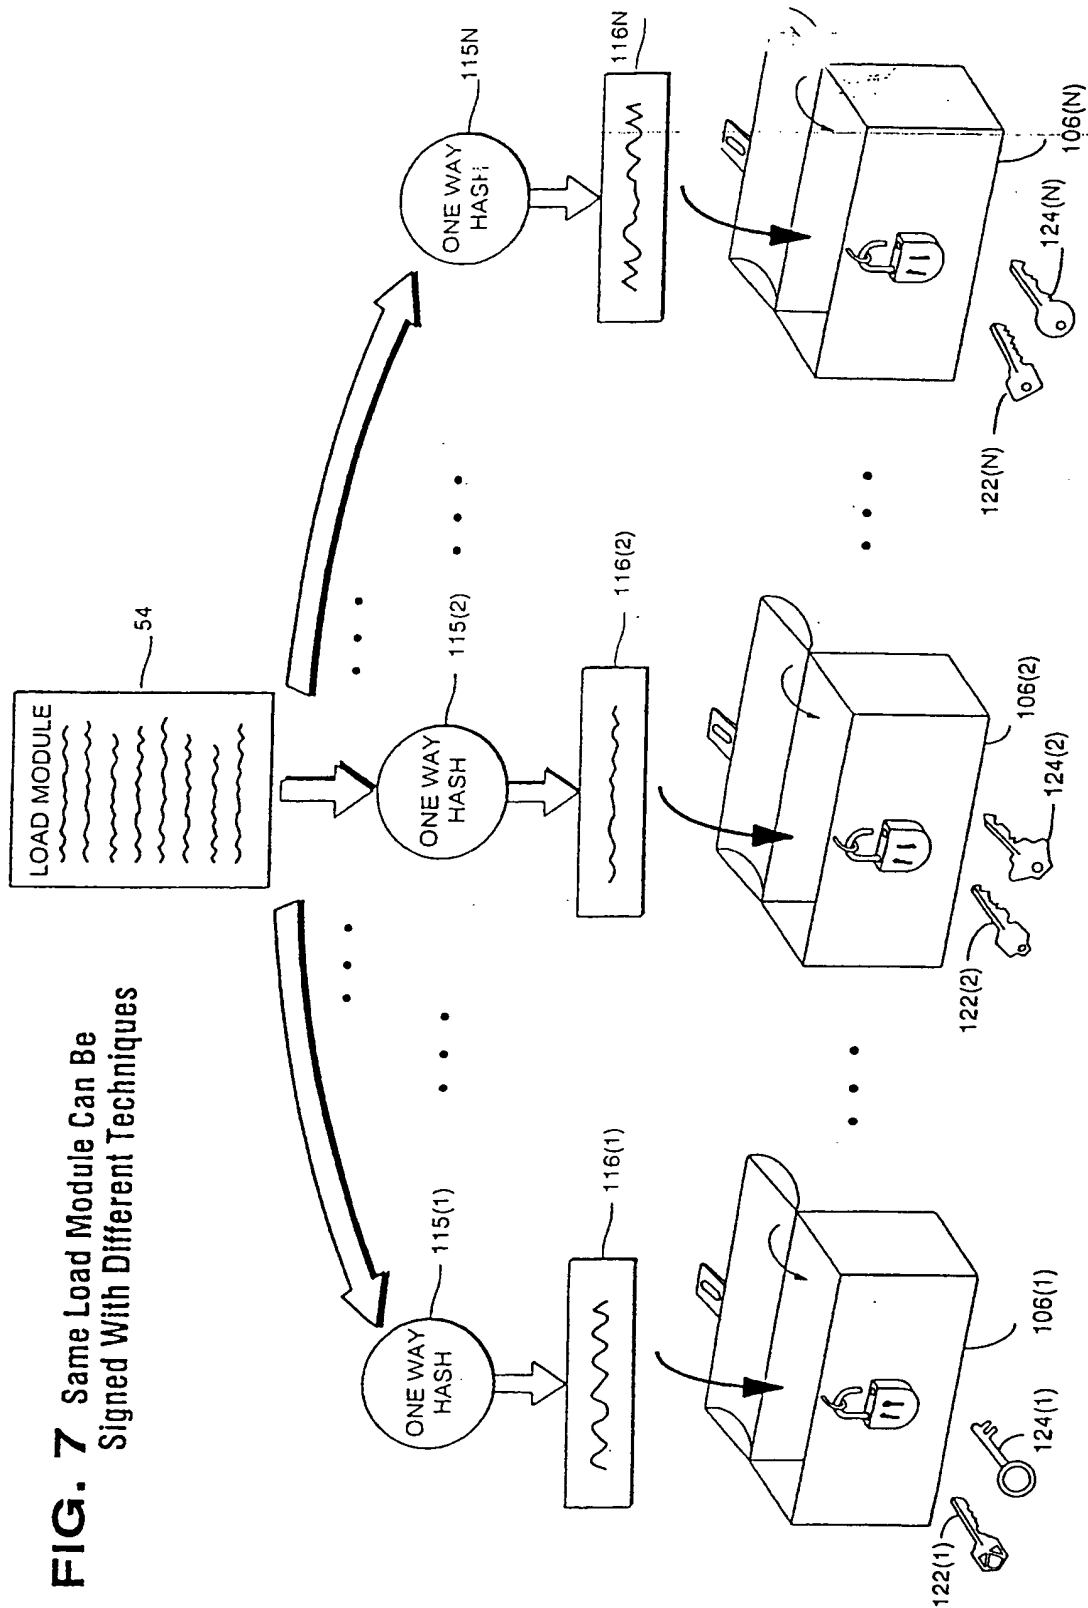 FIG. 7 Same Load Module Can Be
Signed With Different Techniques
LOAD MODULE
54
ONE WAY
HASH
115(1)
ONE WAY
HASH
115(2)
ONE WAY
HASH
115N
116(1)
116(2)
116N
106(1)
106(2)
106(N)
122(1)
124(1)
122(2)
124(2)
122(N)
124(N)